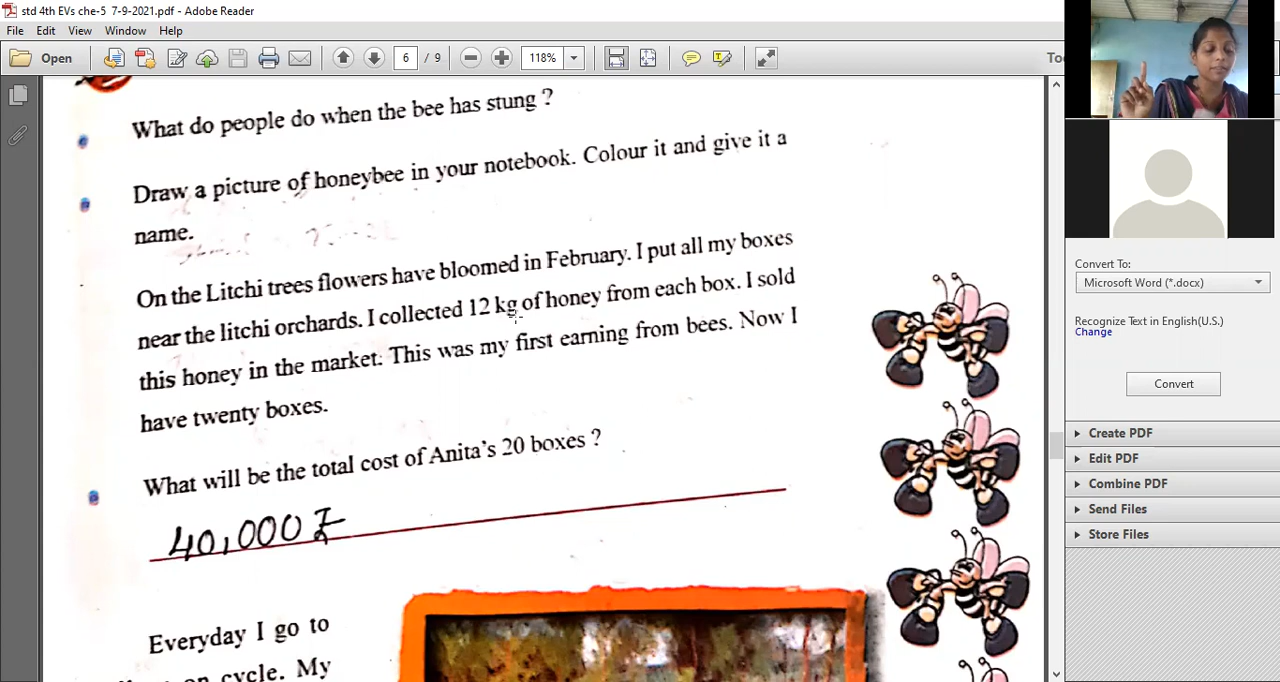 std 4th EVs che-5 7-9-2021.pdf - Adobe Reader
File Edit View Window Help
Open 6 / 9 118%
What do people do when the bee has stung ?
Draw a picture of honeybee in your notebook. Colour it and give it a
name.
On the Litchi trees flowers have bloomed in February. I put all my boxes
near the litchi orchards. I collected 12 kg of honey from each box. I sold
this honey in the market. This was my first earning from bees. Now I
have twenty boxes.
What will be the total cost of Anita's 20 boxes ?
40,000 ₹
Everyday I go to
on cycle. My
Convert To:
Microsoft Word (*.docx)
Recognize Text in English(U.S.)
Change
Convert
Create PDF
Edit PDF
Combine PDF
Send Files
Store Files